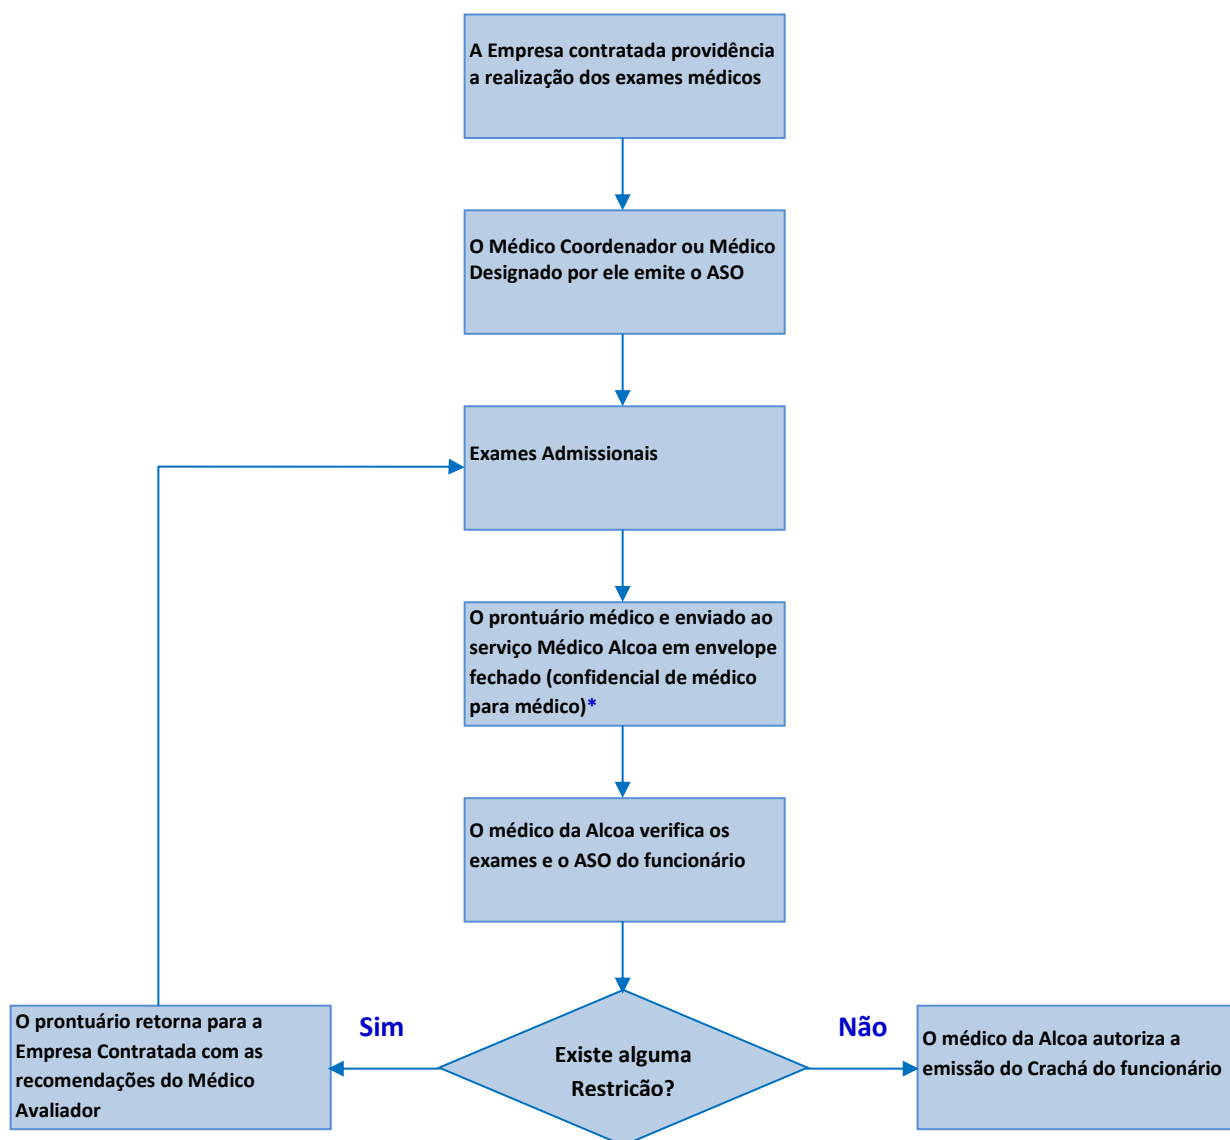 A Empresa contratada providência
a realização dos exames médicos
O Médico Coordenador ou Médico
Designado por ele emite o ASO
Exames Admissionais
O prontuário médico e enviado ao
serviço Médico Alcoa em envelope
fechado (confidencial de médico
para médico)*
O médico da Alcoa verifica os
exames e o ASO do funcionário
Existe alguma
Restrição?
Sim
O prontuário retorna para a
Empresa Contratada com as
recomendações do Médico
Avaliador
Não
O médico da Alcoa autoriza a
emissão do Crachá do funcionário